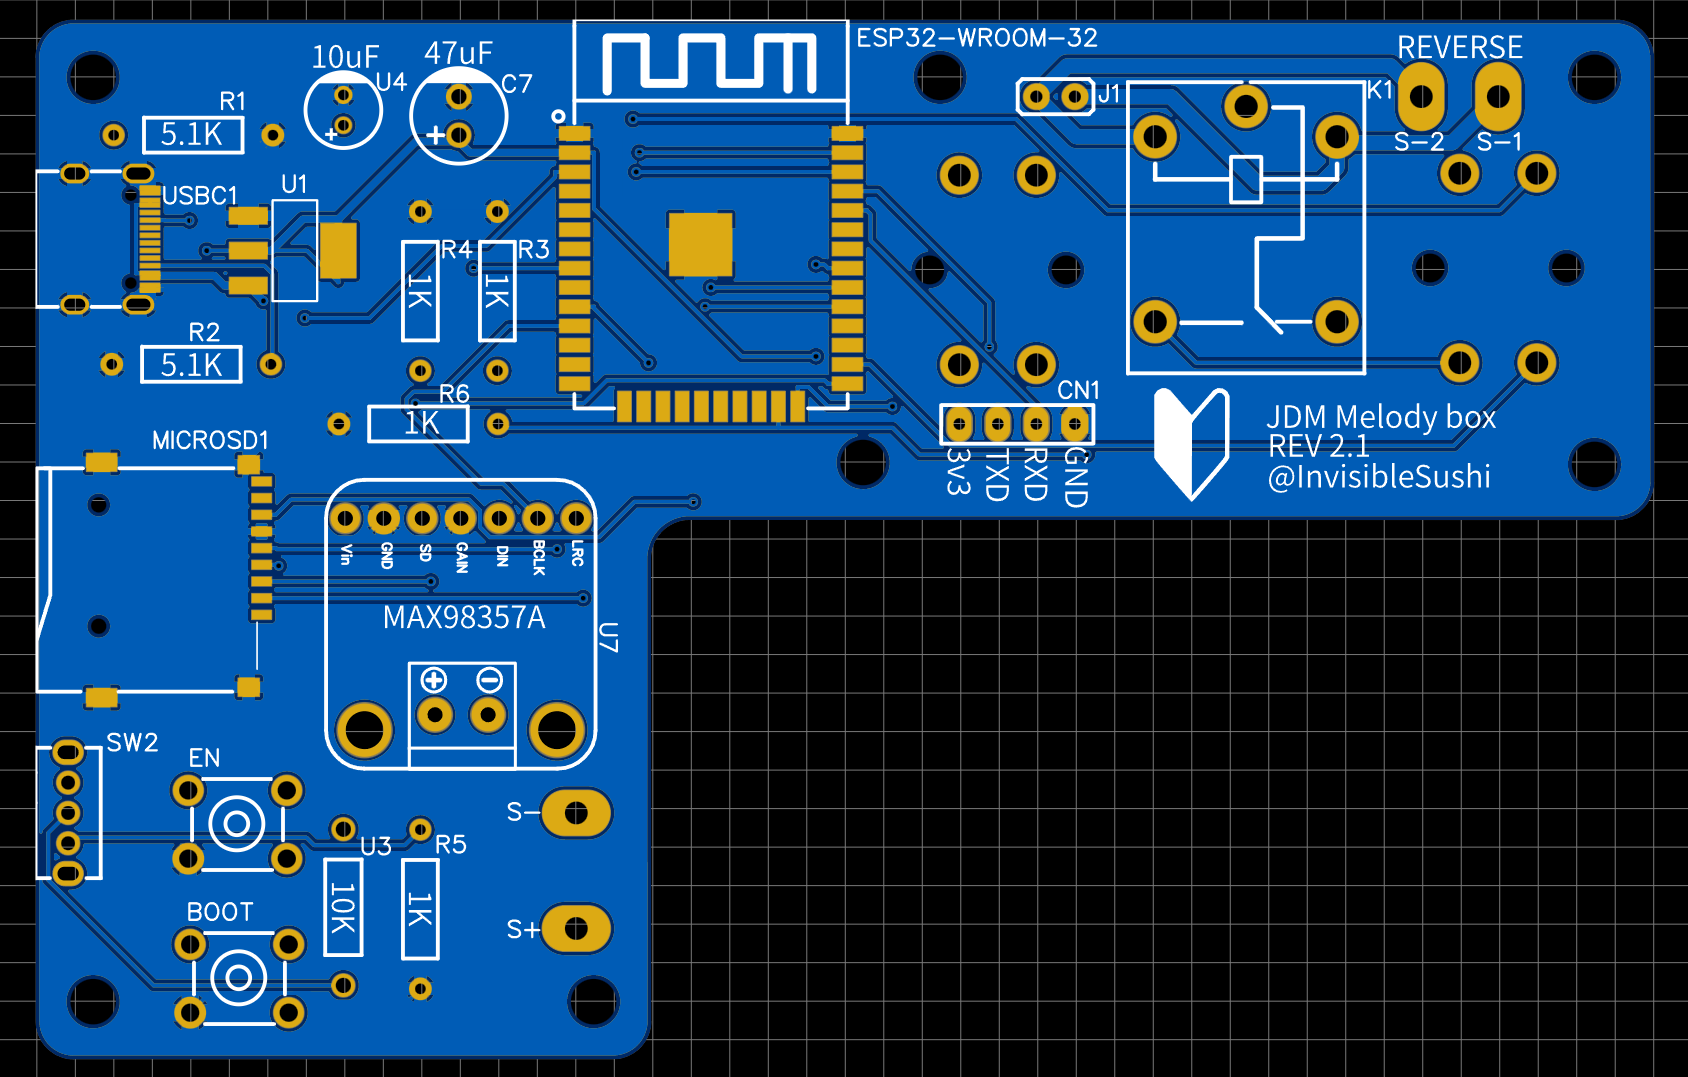 ESP32-WROOM-32
REVERSE
10uF
47uF
U4
C7
R1
5.1K
J1
K1
S-2
S-1
USBC1
U1
R4
R3
1K
1K
R2
5.1K
R6
1K
CN1
3v3
TXD
RXD
GND
JDM Melody box
REV 2.1
@InvisibleSushi
MICROSD1
Vin
GND
SD
GAIN
DIN
BCLK
LRC
MAX98357A
U7
SW2
EN
S-
U3
R5
10K
1K
BOOT
S+